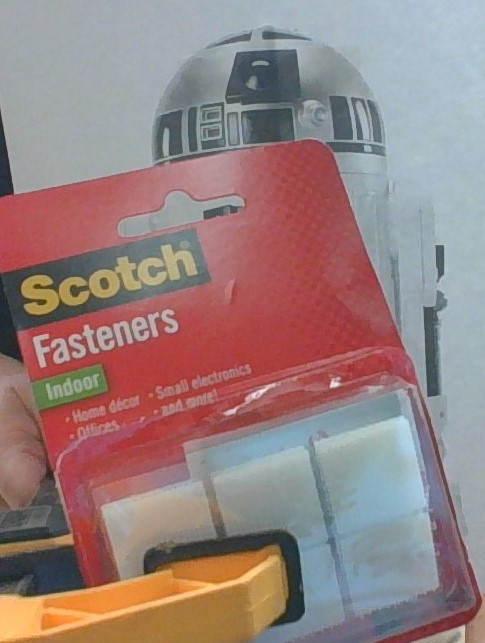 Scotch®
Fasteners
Indoor
· Home décor · Small electronics
· Offices · and more!